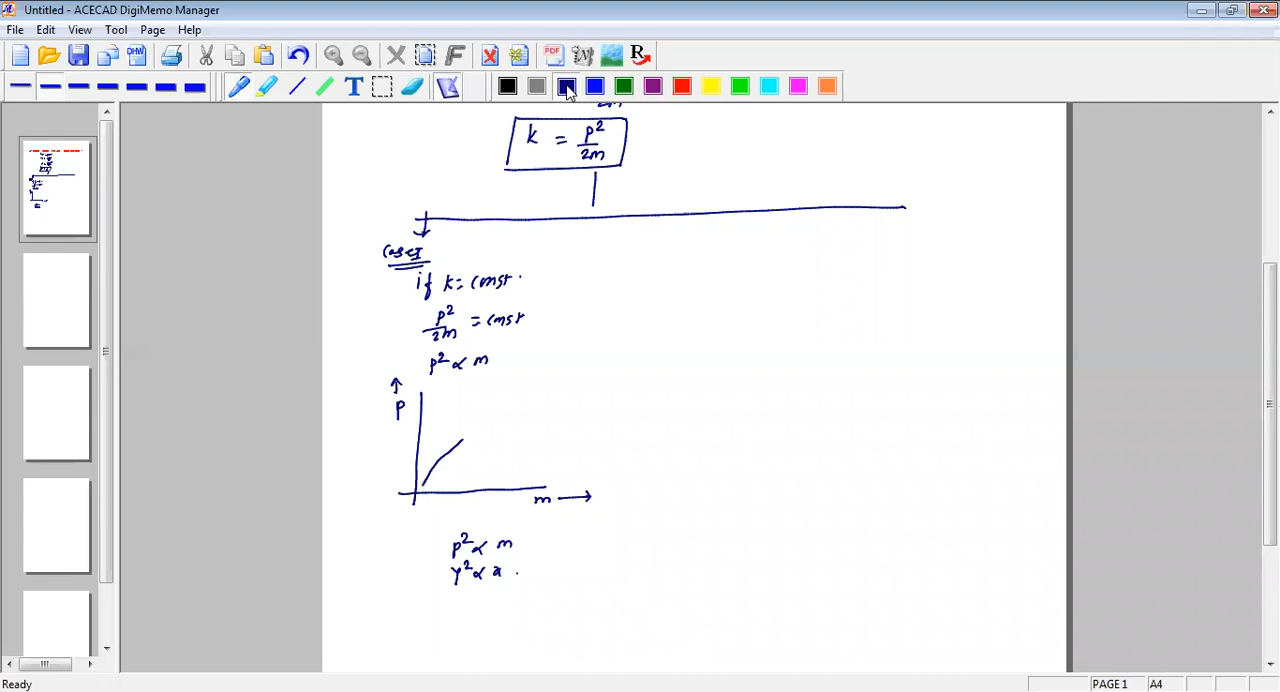 Untitled - ACECAD DigiMemo Manager
File Edit View Tool Page Help
k = p²/2m
Case I
if k = const.
p²/2m = const
p² ∝ m
p
m
p² ∝ m
y² ∝ x
Ready
PAGE 1 A4